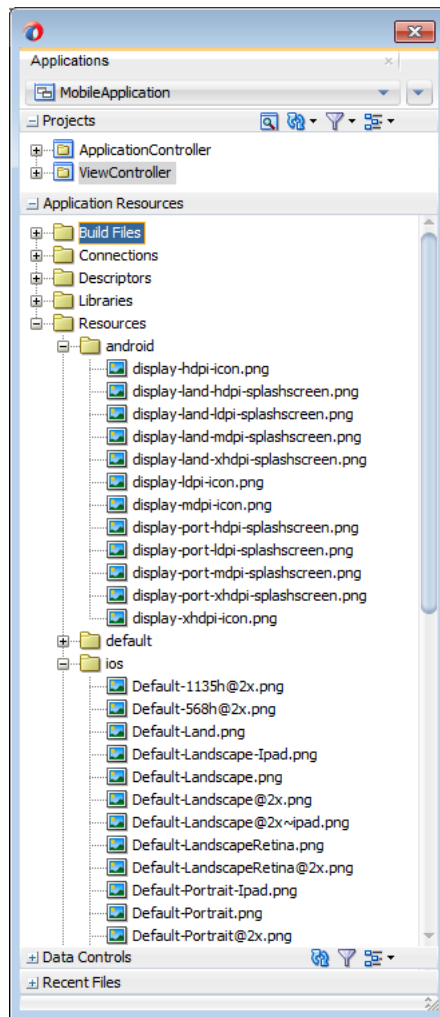 Applications
MobileApplication
Projects
ApplicationController
ViewController
Application Resources
Build Files
Connections
Descriptors
Libraries
Resources
android
display-hdpi-icon.png
display-land-hdpi-splashscreen.png
display-land-ldpi-splashscreen.png
display-land-mdpi-splashscreen.png
display-land-xhdpi-splashscreen.png
display-ldpi-icon.png
display-mdpi-icon.png
display-port-hdpi-splashscreen.png
display-port-ldpi-splashscreen.png
display-port-mdpi-splashscreen.png
display-port-xhdpi-splashscreen.png
display-xhdpi-icon.png
default
ios
Default-1135h@2x.png
Default-568h@2x.png
Default-Land.png
Default-Landscape-Ipad.png
Default-Landscape.png
Default-Landscape@2x.png
Default-Landscape@2x~ipad.png
Default-LandscapeRetina.png
Default-LandscapeRetina@2x.png
Default-Portrait-Ipad.png
Default-Portrait.png
Default-Portrait@2x.png
Data Controls
Recent Files